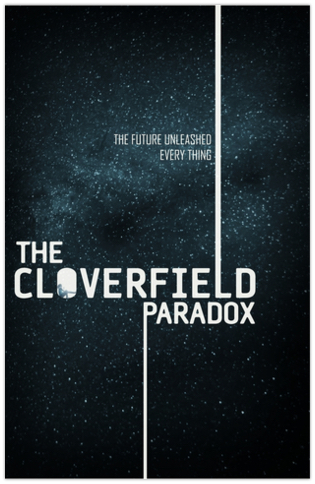 THE FUTURE UNLEASHED
EVERY THING
THE
CLOVERFIELD
PARADOX